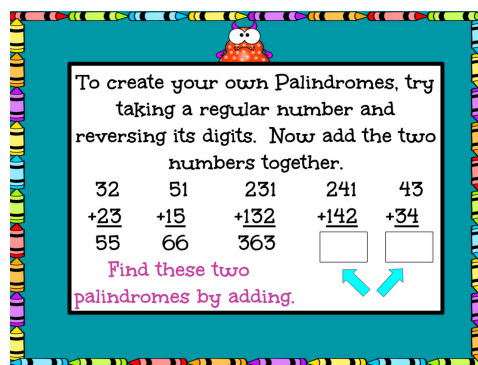 To create your own Palindromes, try
taking a regular number and
reversing its digits. Now add the two
numbers together.
32 51 231 241 43
+23 +15 +132 +142 +34
55 66 363
Find these two
palindromes by adding.